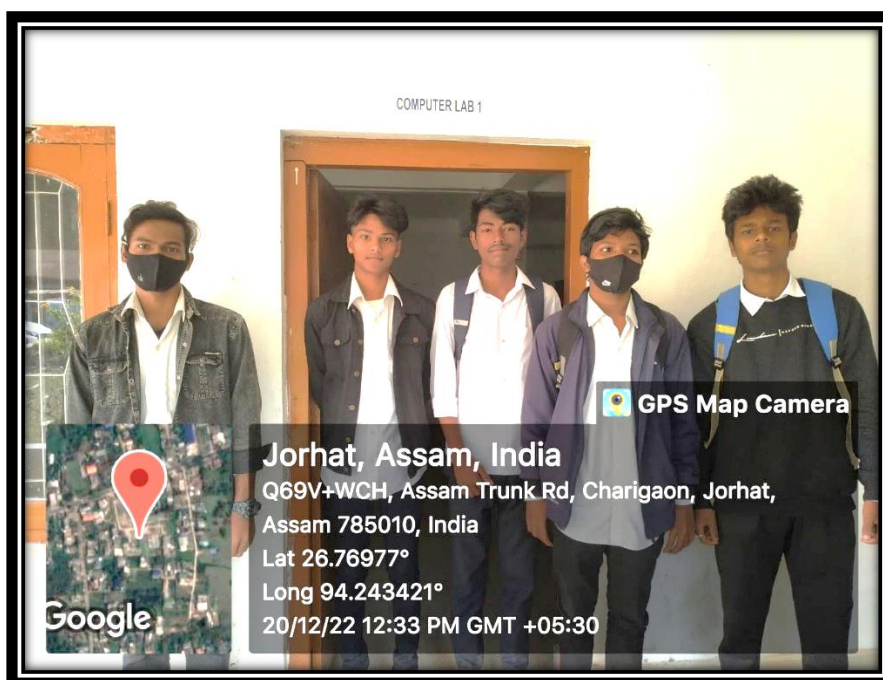 COMPUTER LAB 1
GPS Map Camera
Jorhat, Assam, India
Q69V+WCH, Assam Trunk Rd, Charigaon, Jorhat,
Assam 785010, India
Lat 26.76977°
Long 94.243421°
20/12/22 12:33 PM GMT +05:30
Google